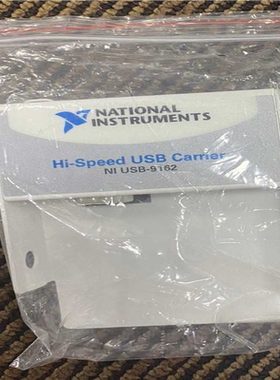 NATIONAL
INSTRUMENTS
Hi-Speed USB Carrier
NI USB-9162